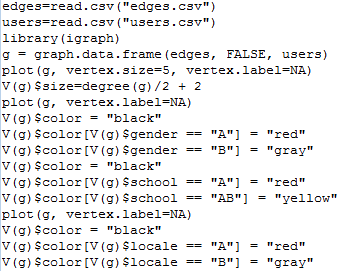 edges=read.csv("edges.csv")
users=read.csv("users.csv")
library(igraph)
g = graph.data.frame(edges, FALSE, users)
plot(g, vertex.size=5, vertex.label=NA)
V(g)$size=degree(g)/2 + 2
plot(g, vertex.label=NA)
V(g)$color = "black"
V(g)$color[V(g)$gender == "A"] = "red"
V(g)$color[V(g)$gender == "B"] = "gray"
V(g)$color = "black"
V(g)$color[V(g)$school == "A"] = "red"
V(g)$color[V(g)$school == "AB"] = "yellow"
plot(g, vertex.label=NA)
V(g)$color = "black"
V(g)$color[V(g)$locale == "A"] = "red"
V(g)$color[V(g)$locale == "B"] = "gray"